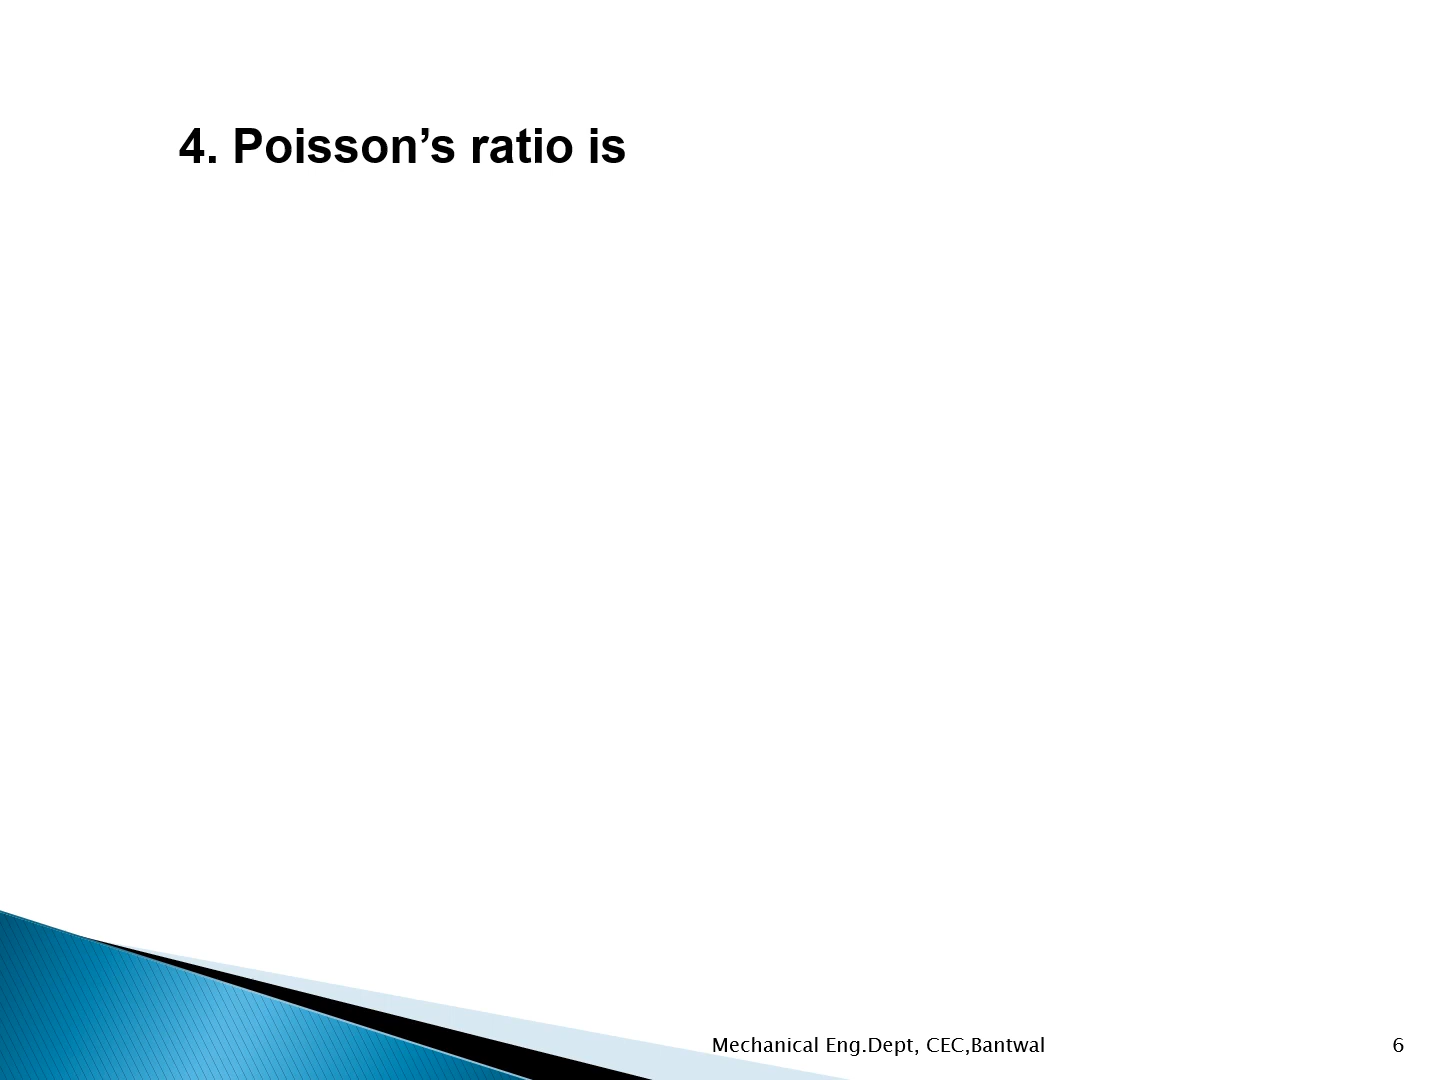 4. Poisson’s ratio is
Mechanical Eng.Dept, CEC,Bantwal
6